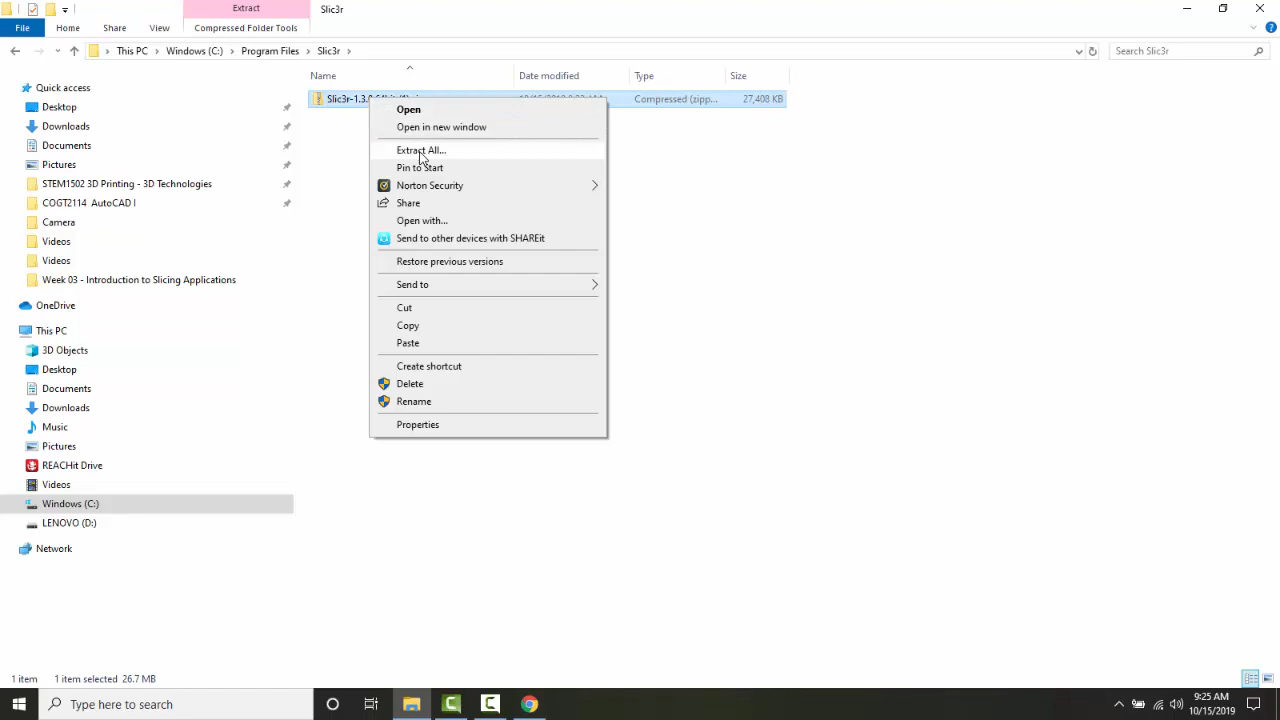 Extract
Slic3r
File
Home
Share
View
Compressed Folder Tools
This PC
Windows (C:)
Program Files
Slic3r
Search Slic3r
Name
Date modified
Type
Size
Quick access
Desktop
Downloads
Documents
Pictures
STEM1502 3D Printing - 3D Technologies
COGT2114 AutoCAD I
Camera
Videos
Videos
Week 03 - Introduction to Slicing Applications
OneDrive
This PC
3D Objects
Desktop
Documents
Downloads
Music
Pictures
REACHit Drive
Videos
Windows (C:)
LENOVO (D:)
Network
Compressed (zipp...
27,408 KB
Open
Open in new window
Extract All...
Pin to Start
Norton Security
Share
Open with...
Send to other devices with SHAREit
Restore previous versions
Send to
Cut
Copy
Paste
Create shortcut
Delete
Rename
Properties
1 item
1 item selected 26.7 MB
Type here to search
9:25 AM
10/15/2019